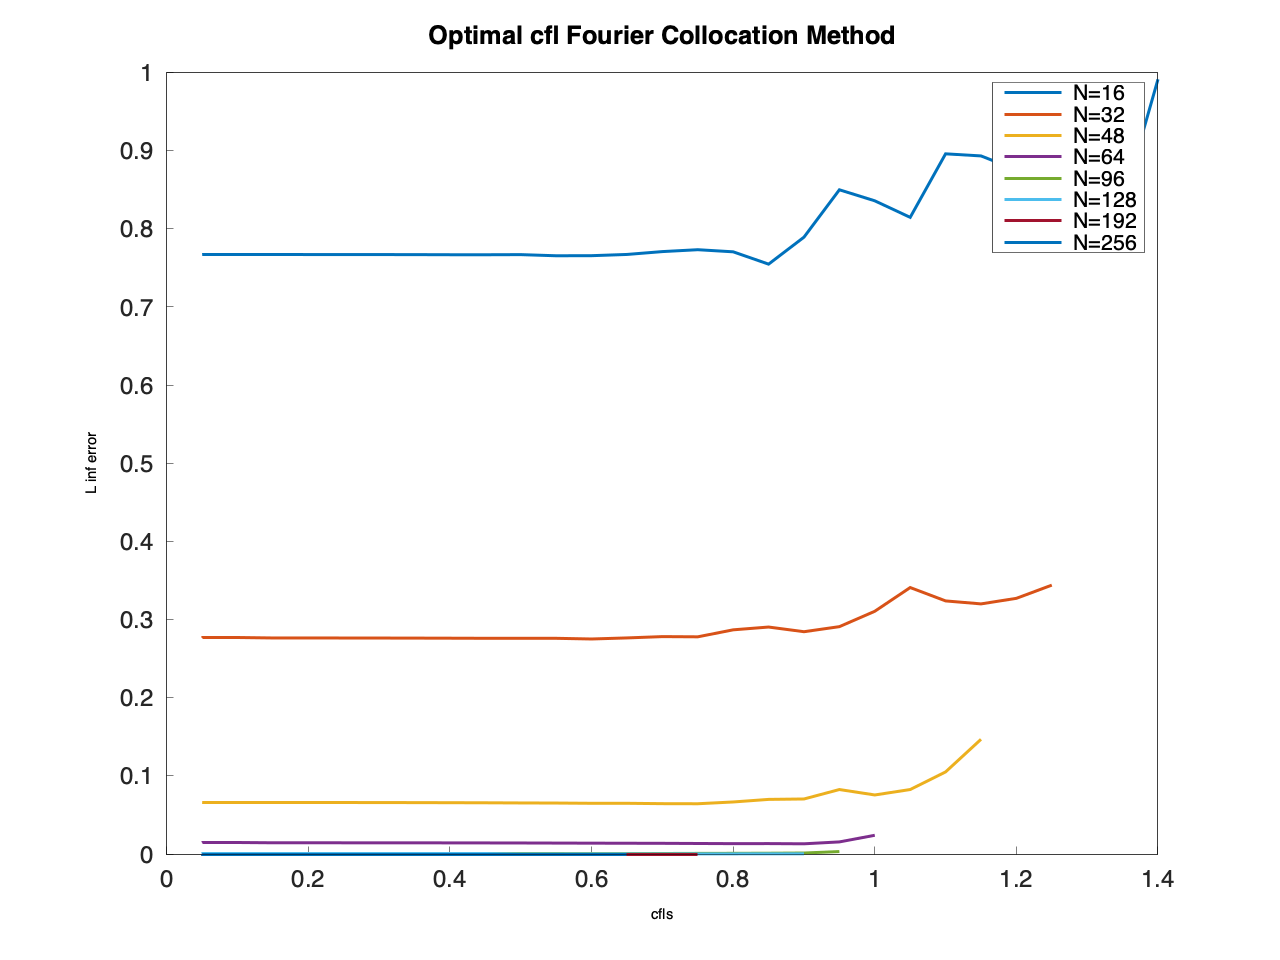 Optimal cfl Fourier Collocation Method
1
0.9
0.8
0.7
0.6
0.5
0.4
0.3
0.2
0.1
0
L inf error
N=16
N=32
N=48
N=64
N=96
N=128
N=192
N=256
0 0.2 0.4 0.6 0.8 1 1.2 1.4
cfls